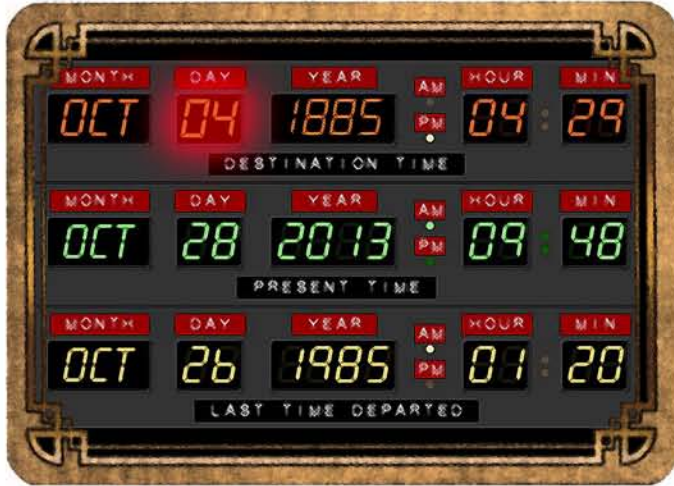 MONTH DAY YEAR AM HOUR MIN
OCT 04 1885 PM 04 : 29
DESTINATION TIME
MONTH DAY YEAR AM HOUR MIN
OCT 28 2013 PM 09 : 48
PRESENT TIME
MONTH DAY YEAR AM HOUR MIN
OCT 26 1985 PM 01 : 20
LAST TIME DEPARTED